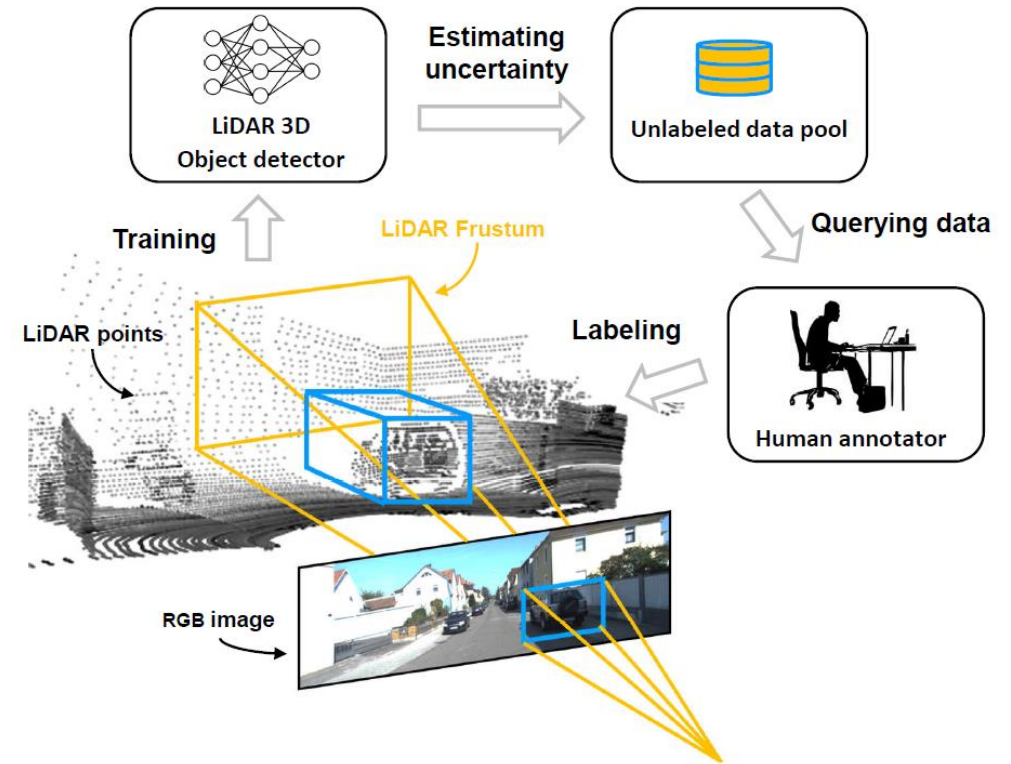 LiDAR 3D
Object detector
Estimating
uncertainty
Unlabeled data pool
Training
LiDAR Frustum
Querying data
LiDAR points
Labeling
Human annotator
RGB image